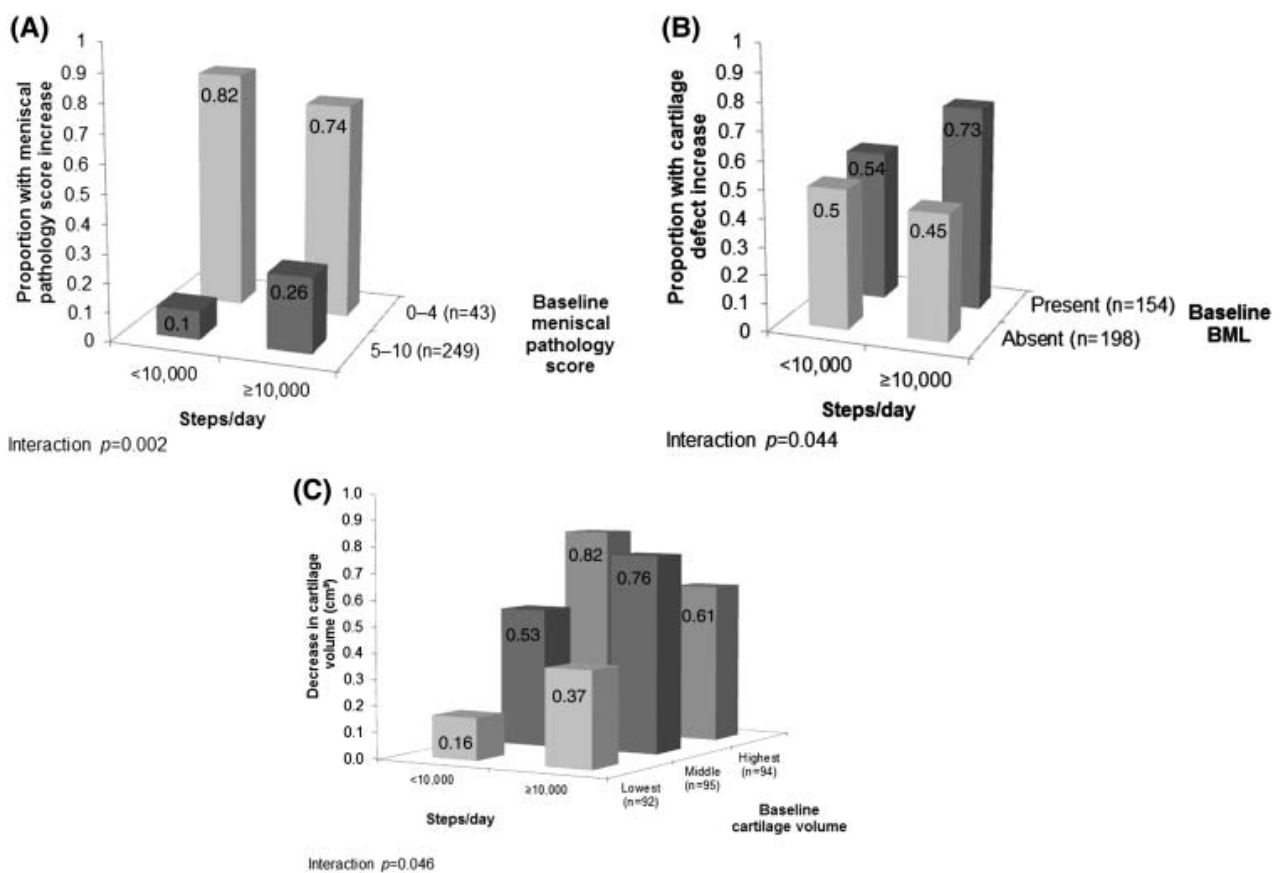 (A)
Proportion with meniscal
pathology score increase
1
0.9
0.8
0.7
0.6
0.5
0.4
0.3
0.2
0.1
0
0.82
0.74
0.1
0.26
<10,000
≥10,000
Steps/day
0–4 (n=43)
5–10 (n=249)
Baseline
meniscal
pathology
score
Interaction p=0.002
(B)
Proportion with cartilage
defect increase
1
0.9
0.8
0.7
0.6
0.5
0.4
0.3
0.2
0.1
0
0.5
0.54
0.45
0.73
<10,000
≥10,000
Steps/day
Present (n=154)
Absent (n=198)
Baseline
BML
Interaction p=0.044
(C)
Decrease in cartilage
volume (cm³)
1.0
0.9
0.8
0.7
0.6
0.5
0.4
0.3
0.2
0.1
0.0
0.16
0.53
0.82
0.37
0.76
0.61
<10,000
≥10,000
Steps/day
Lowest
(n=92)
Middle
(n=95)
Highest
(n=94)
Baseline
cartilage volume
Interaction p=0.046